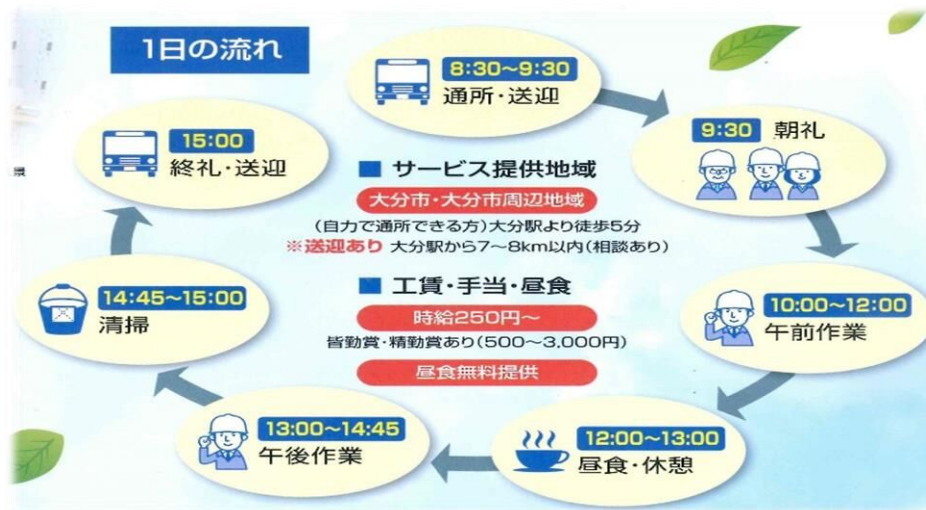 1日の流れ
8:30〜9:30
通所・送迎
9:30 朝礼
10:00〜12:00
午前作業
12:00〜13:00
昼食・休憩
13:00〜14:45
午後作業
14:45〜15:00
清掃
15:00
終礼・送迎
■ サービス提供地域
大分市・大分市周辺地域
(自力で通所できる方)大分駅より徒歩5分
※送迎あり 大分駅から7〜8km以内(相談あり)
■ 工賃・手当・昼食
時給250円〜
皆勤賞・精勤賞あり(500〜3,000円)
昼食無料提供
景